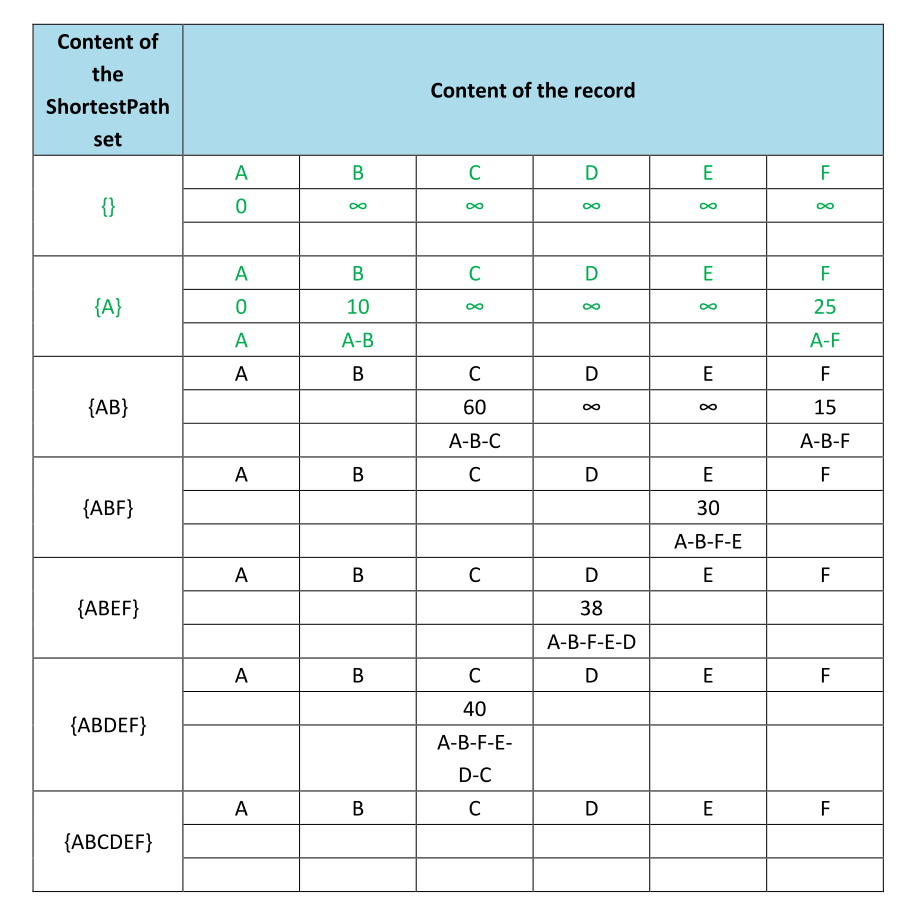 Content of
the
ShortestPath
set
Content of the record
{}
A B C D E F
0 ∞ ∞ ∞ ∞ ∞
{A}
A B C D E F
0 10 ∞ ∞ ∞ 25
A A-B A-F
{AB}
A B C D E F
60 ∞ ∞ 15
A-B-C A-B-F
{ABF}
A B C D E F
30
A-B-F-E
{ABEF}
A B C D E F
38
A-B-F-E-D
{ABDEF}
A B C D E F
40
A-B-F-E-
D-C
{ABCDEF}
A B C D E F